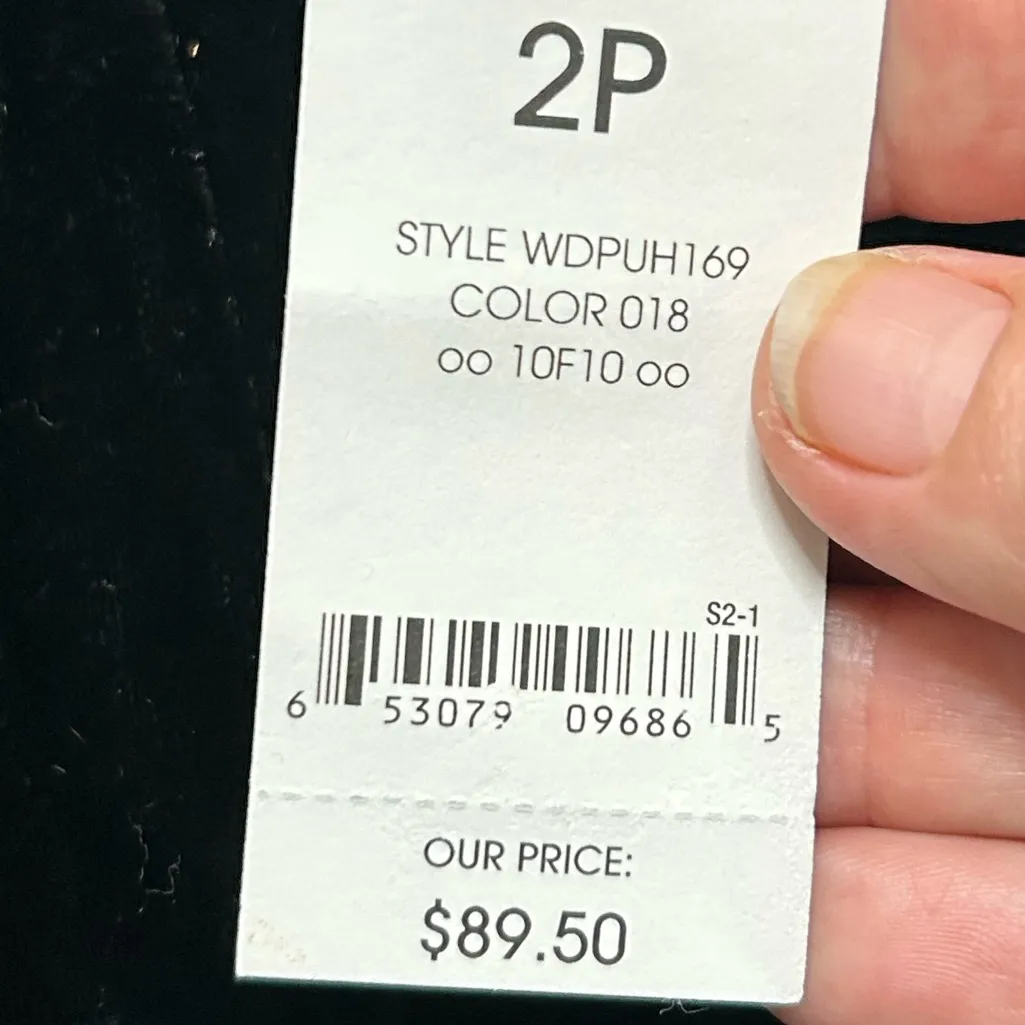 2P
STYLE WDPUH169
COLOR 018
oo 10F10 oo
S2-1
6 53079 09686 5
OUR PRICE:
$89.50